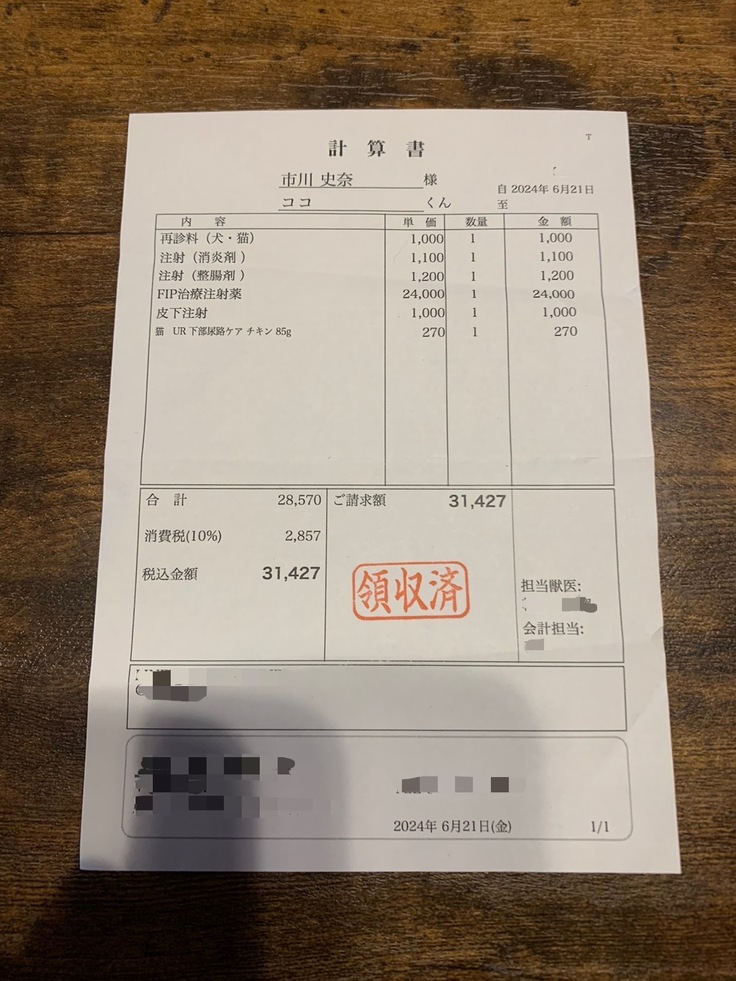 〒
計 算 書
市川 史奈 様
自 2024年 6月21日
ココ くん
至
内 容 単 価 数量 金 額
再診料（犬・猫） 1,000 1 1,000
注射（消炎剤 ） 1,100 1 1,100
注射（整腸剤 ） 1,200 1 1,200
FIP治療注射薬 24,000 1 24,000
皮下注射 1,000 1 1,000
猫 UR 下部尿路ケア チキン 85g 270 1 270
合 計 28,570 ご請求額 31,427
消費税(10%) 2,857
税込金額 31,427
領収済
担当獣医:
会計担当:
2024年 6月21日(金) 1/1